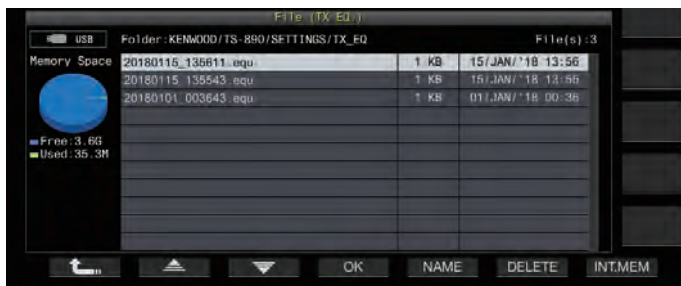 File (TX EQ.)
USB Folder:KENWOOD/TS-890/SETTINGS/TX_EQ File(s):3
Memory Space
20180115_135611.equ 1 KB 15/JAN/'18 13:56
20180115_135543.equ 1 KB 15/JAN/'18 13:55
20180101_003643.equ 1 KB 01/JAN/'18 00:36
Free:3.6G
Used:35.3M
OK NAME DELETE INT.MEM